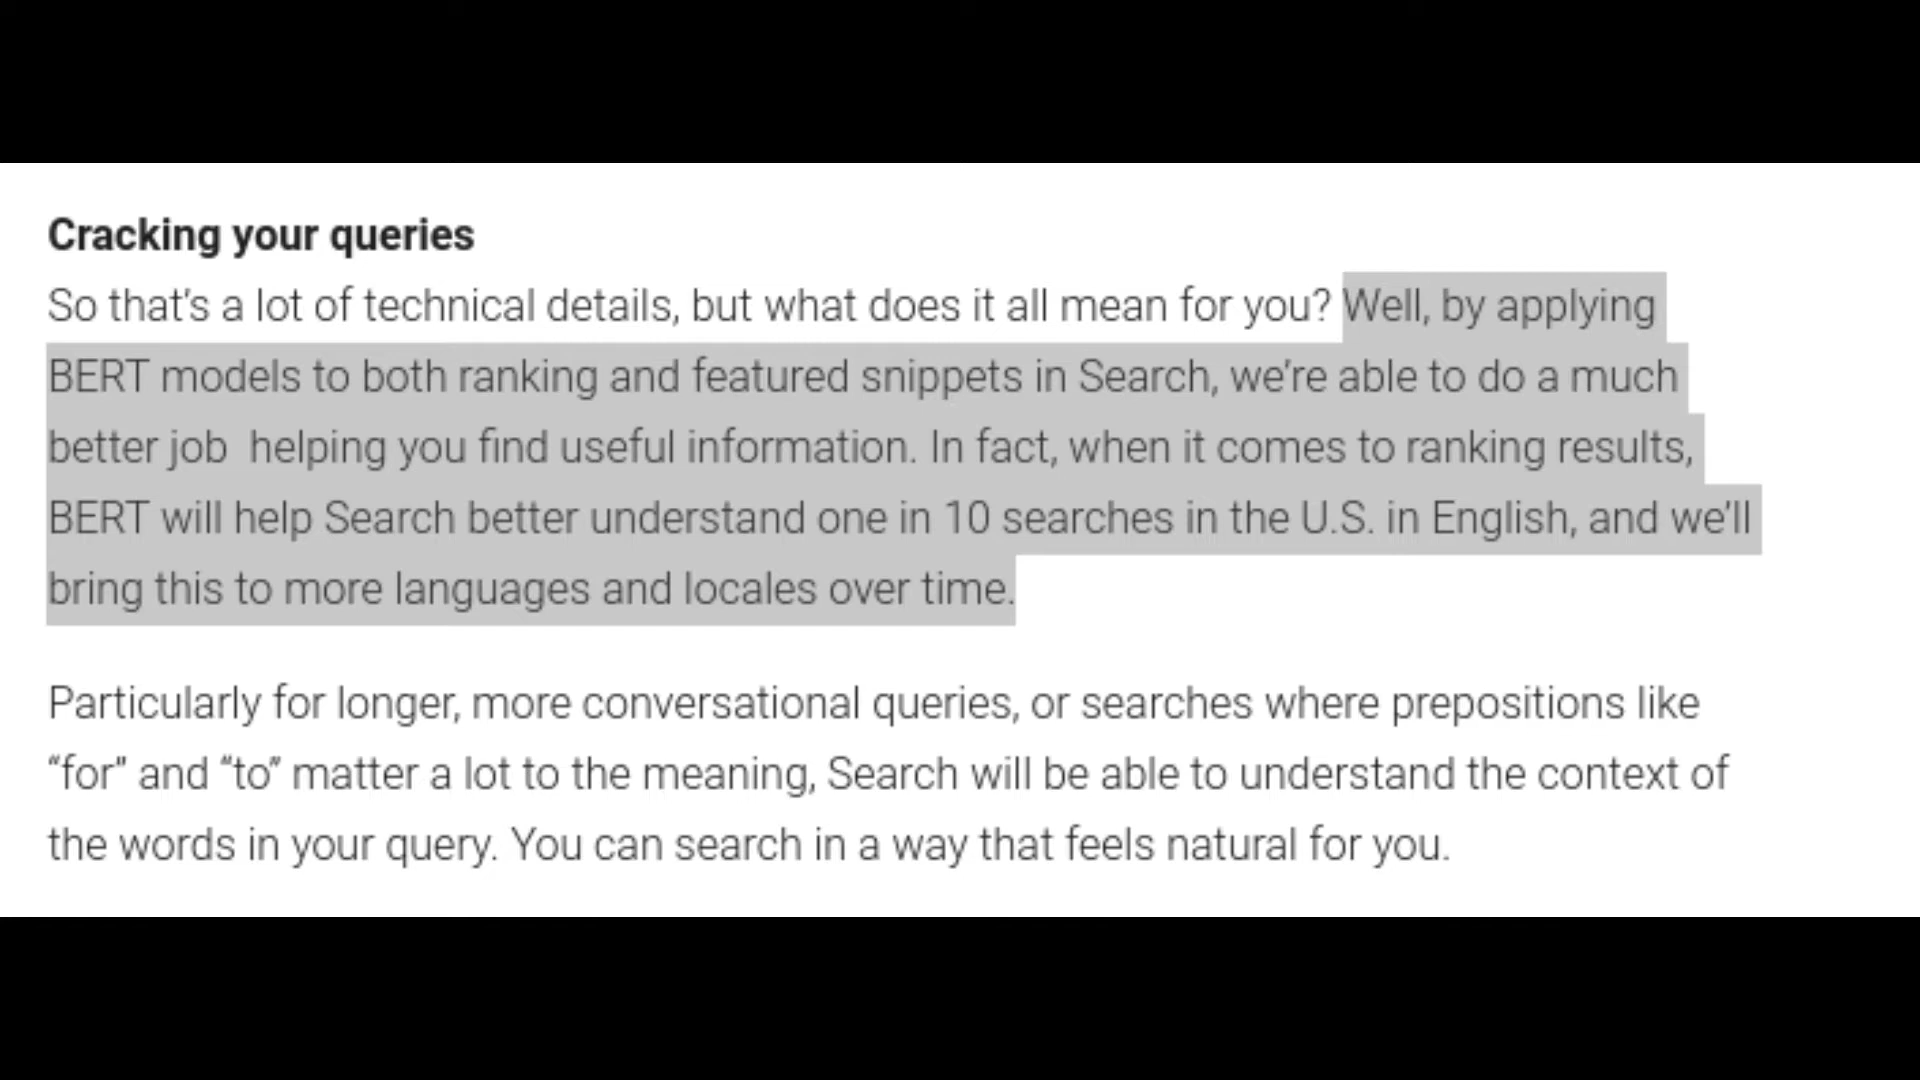 Cracking your queries
So that's a lot of technical details, but what does it all mean for you? Well, by applying
BERT models to both ranking and featured snippets in Search, we're able to do a much
better job  helping you find useful information. In fact, when it comes to ranking results,
BERT will help Search better understand one in 10 searches in the U.S. in English, and we'll
bring this to more languages and locales over time.
Particularly for longer, more conversational queries, or searches where prepositions like
“for” and “to” matter a lot to the meaning, Search will be able to understand the context of
the words in your query. You can search in a way that feels natural for you.